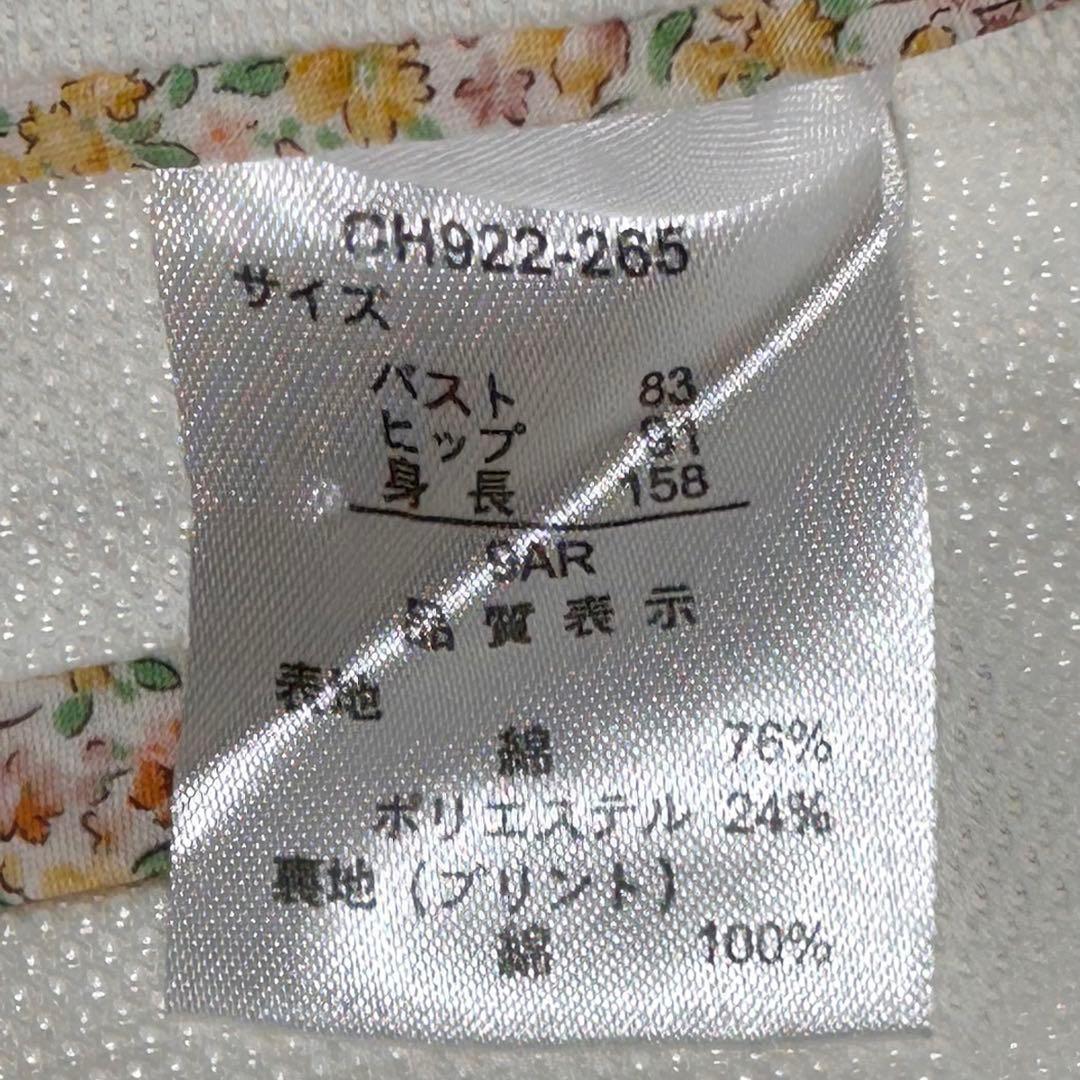 CH922-265
サイズ
バスト 83
ヒップ 91
身長 158
SAR
品質表示
表地
綿 76%
ポリエステル 24%
裏地(プリント)
綿 100%